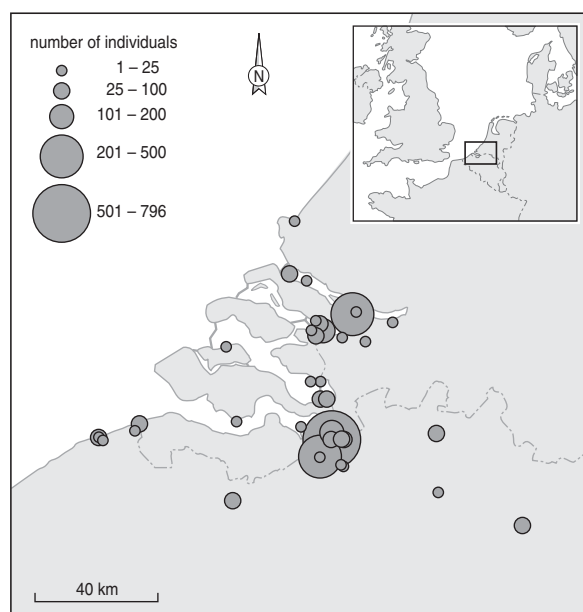 number of individuals
1 – 25
25 – 100
101 – 200
201 – 500
501 – 796
N
40 km